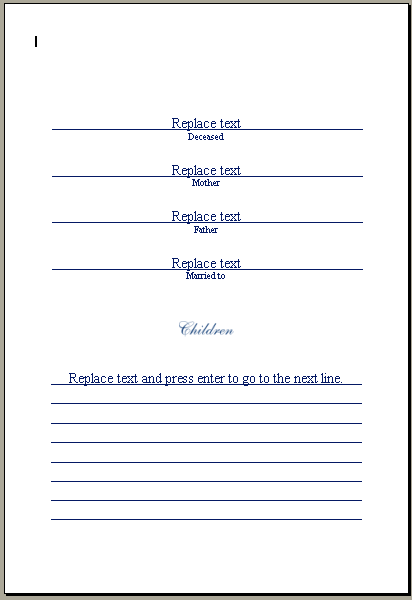 Replace text
Deceased
Replace text
Mother
Replace text
Father
Replace text
Married to
Children
Replace text and press enter to go to the next line.